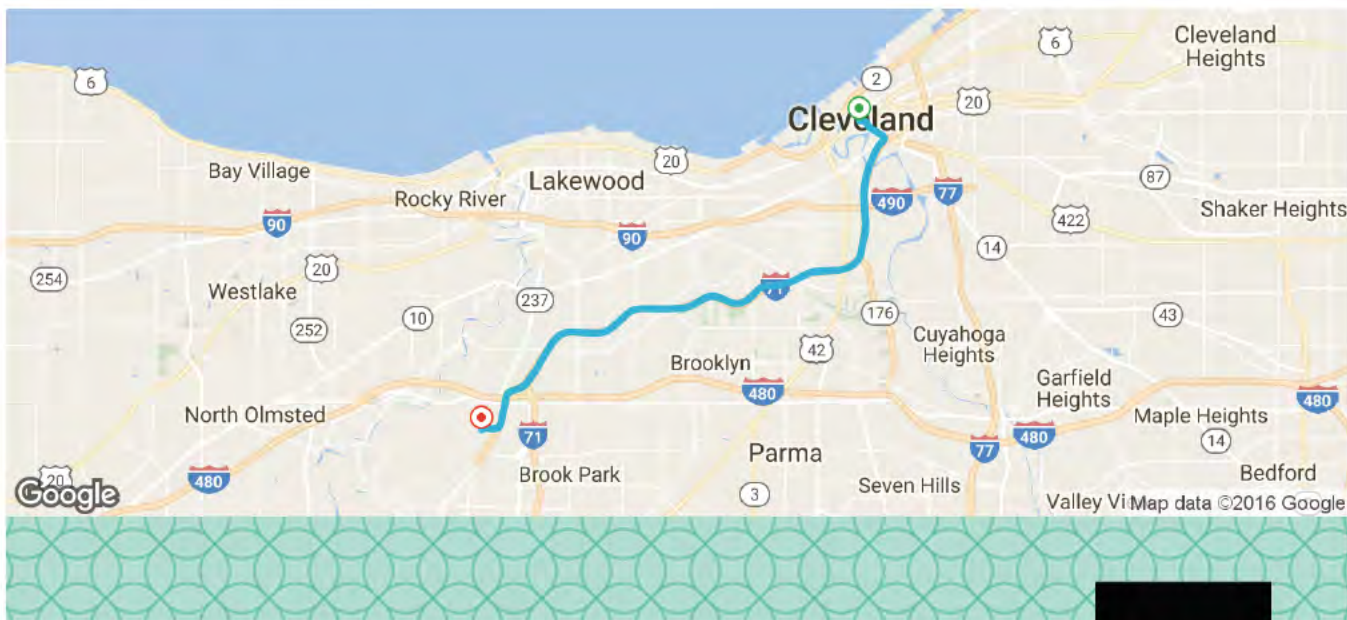 6
6
Cleveland
Heights
2
20
Cleveland
Bay Village
20
Lakewood
87
Rocky River
490
77
Shaker Heights
90
90
422
14
254
20
Westlake
237
71
10
252
176
43
Cuyahoga
Heights
42
Brooklyn
Garfield
Heights
480
480
North Olmsted
Maple Heights
71
480
77
14
480
Parma
Brook Park
Bedford
20
Seven Hills
3
Google
Valley Vi
Map data ©2016 Google